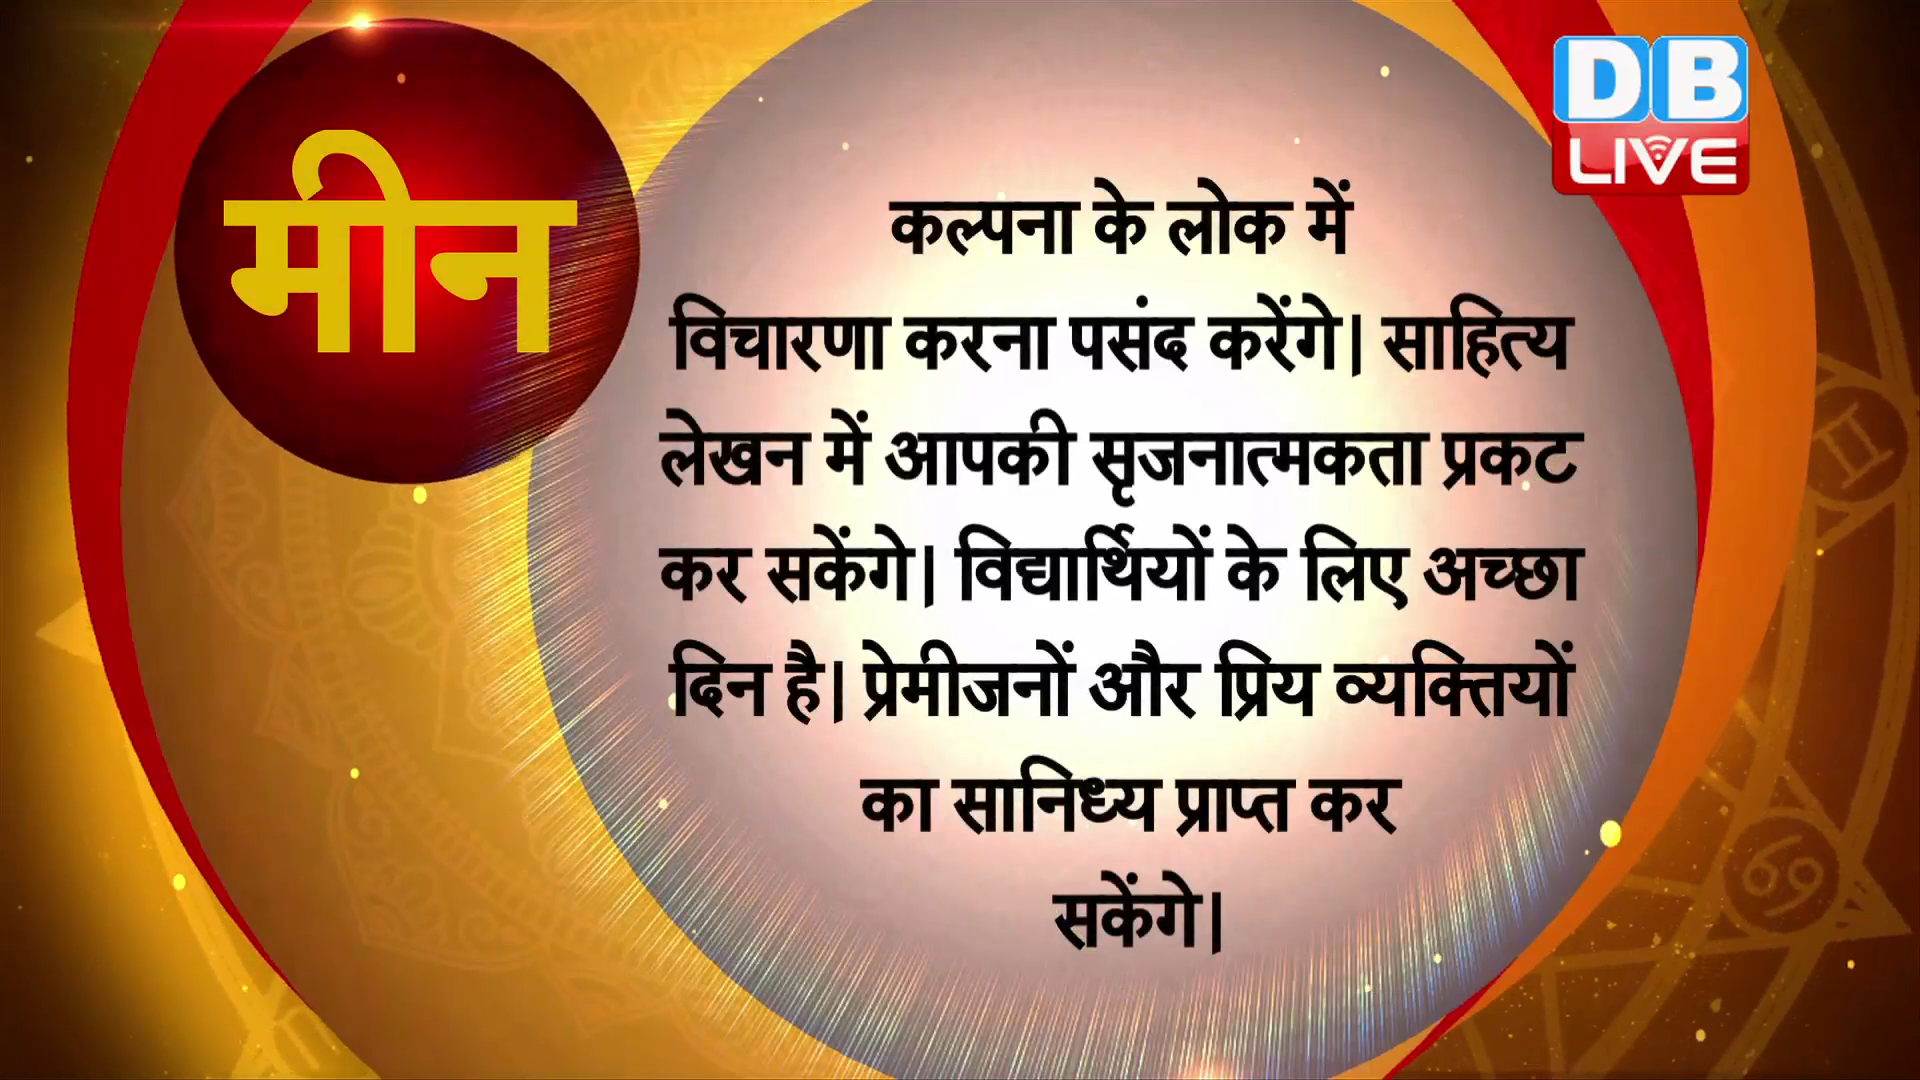 मीन
DB
LIVE
कल्पना के लोक में
विचारणा करना पसंद करेंगे। साहित्य
लेखन में आपकी सृजनात्मकता प्रकट
कर सकेंगे। विद्यार्थियों के लिए अच्छा
दिन है। प्रेमीजनों और प्रिय व्यक्तियों
का सानिध्य प्राप्त कर
सकेंगे।